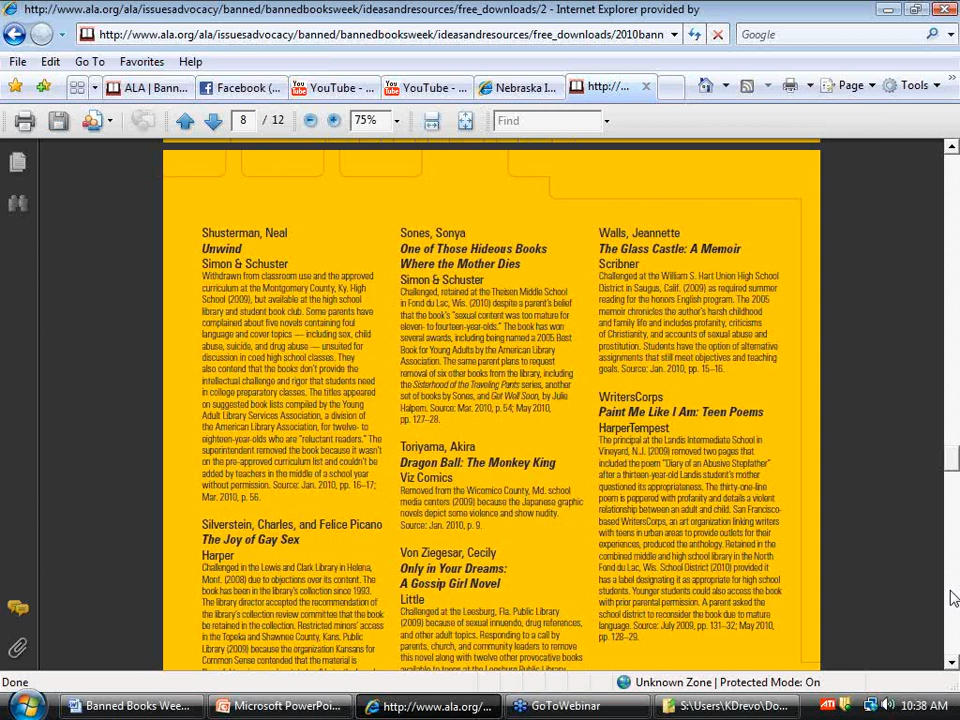 http://www.ala.org/ala/issuesadvocacy/banned/bannedbooksweek/ideasandresources/free_downloads/2 - Internet Explorer provided by
http://www.ala.org/ala/issuesadvocacy/banned/bannedbooksweek/ideasandresources/free_downloads/2010bann
Google
File Edit Go To Favorites Help
ALA | Bann...
Facebook (...
YouTube - ...
YouTube - ...
Nebraska l...
http://...
Page
Tools
8 / 12
75%
Find
Shusterman, Neal
Unwind
Simon & Schuster
Withdrawn from classroom use and the approved
curriculum at the Montgomery County, Ky. High
School (2009), but available at the high school
library and student book club. Some parents have
complained about five novels containing foul
language and cover topics — including sex, child
abuse, suicide, and drug abuse — unsuited for
discussion in coed high school classes. They
also contend that the books don't provide the
intellectual challenge and rigor that students need
in college preparatory classes. The titles appeared
on suggested book lists compiled by the Young
Adult Library Services Association, a division of
the American Library Association, for twelve- to
eighteen-year-olds who are "reluctant readers." The
superintendent removed the book because it wasn't
on the pre-approved curriculum list and couldn't be
added by teachers in the middle of a school year
without permission. Source: Jan. 2010, pp. 16–17;
Mar. 2010, p. 56.
Silverstein, Charles, and Felice Picano
The Joy of Gay Sex
Harper
Challenged in the Lewis and Clark Library in Helena,
Mont. (2008) due to objections over its content. The
book has been in the library's collection since 1993.
The library director accepted the recommendation of
the library's collection review committee that the book
be retained in the collection. Restricted minors' access
in the Topeka and Shawnee County, Kans. Public
Library (2009) because the organization Kansans for
Common Sense contended that the material is
Sones, Sonya
One of Those Hideous Books
Where the Mother Dies
Simon & Schuster
Challenged, retained at the Theisen Middle School
in Fond du Lac, Wis. (2010) despite a parent's belief
that the book's "sexual content was too mature for
eleven- to fourteen-year-olds." The book has won
several awards, including being named a 2005 Best
Book for Young Adults by the American Library
Association. The same parent plans to request
removal of six other books from the library, including
the Sisterhood of the Traveling Pants series, another
set of books by Sones, and Get Well Soon, by Julie
Halpern. Source: Mar. 2010, p. 54; May 2010,
pp. 127–28.
Toriyama, Akira
Dragon Ball: The Monkey King
Viz Comics
Removed from the Wicomico County, Md. school
media centers (2009) because the Japanese graphic
novels depict some violence and show nudity.
Source: Jan. 2010, p. 9.
Von Ziegesar, Cecily
Only in Your Dreams:
A Gossip Girl Novel
Little
Challenged at the Leesburg, Fla. Public Library
(2009) because of sexual innuendo, drug references,
and other adult topics. Responding to a call by
parents, church, and community leaders to remove
this novel along with twelve other provocative books
available to teens at the Leesburg Public Library,
Walls, Jeannette
The Glass Castle: A Memoir
Scribner
Challenged at the William S. Hart Union High School
District in Saugus, Calif. (2009) as required summer
reading for the honors English program. The 2005
memoir chronicles the author's harsh childhood
and family life and includes profanity, criticisms
of Christianity, and accounts of sexual abuse and
prostitution. Students have the option of alternative
assignments that still meet objectives and teaching
goals. Source: Jan. 2010, pp. 15–16.
WritersCorps
Paint Me Like I Am: Teen Poems
HarperTempest
The principal at the Landis Intermediate School in
Vineyard, N.J. (2009) removed two pages that
included the poem "Diary of an Abusive Stepfather"
after a thirteen-year-old Landis student's mother
questioned its appropriateness. The thirty-one-line
poem is peppered with profanity and details a violent
relationship between an adult and child. San Francisco-
based WritersCorps, an art organization linking writers
with teens in urban areas to provide outlets for their
experiences, produced the anthology. Retained in the
combined middle and high school library in the North
Fond du Lac, Wis. School District (2010) provided it
has a label designating it as appropriate for high school
students. Younger students could also access the book
with prior parental permission. A parent asked the
school district to reconsider the book due to mature
language. Source: July 2009, pp. 131–32; May 2010,
pp. 128–29.
Done
Unknown Zone | Protected Mode: On
Banned Books Wee...
Microsoft PowerPo...
http://www.ala.org/...
GoToWebinar
S:\Users\KDrevo\Do...
10:38 AM